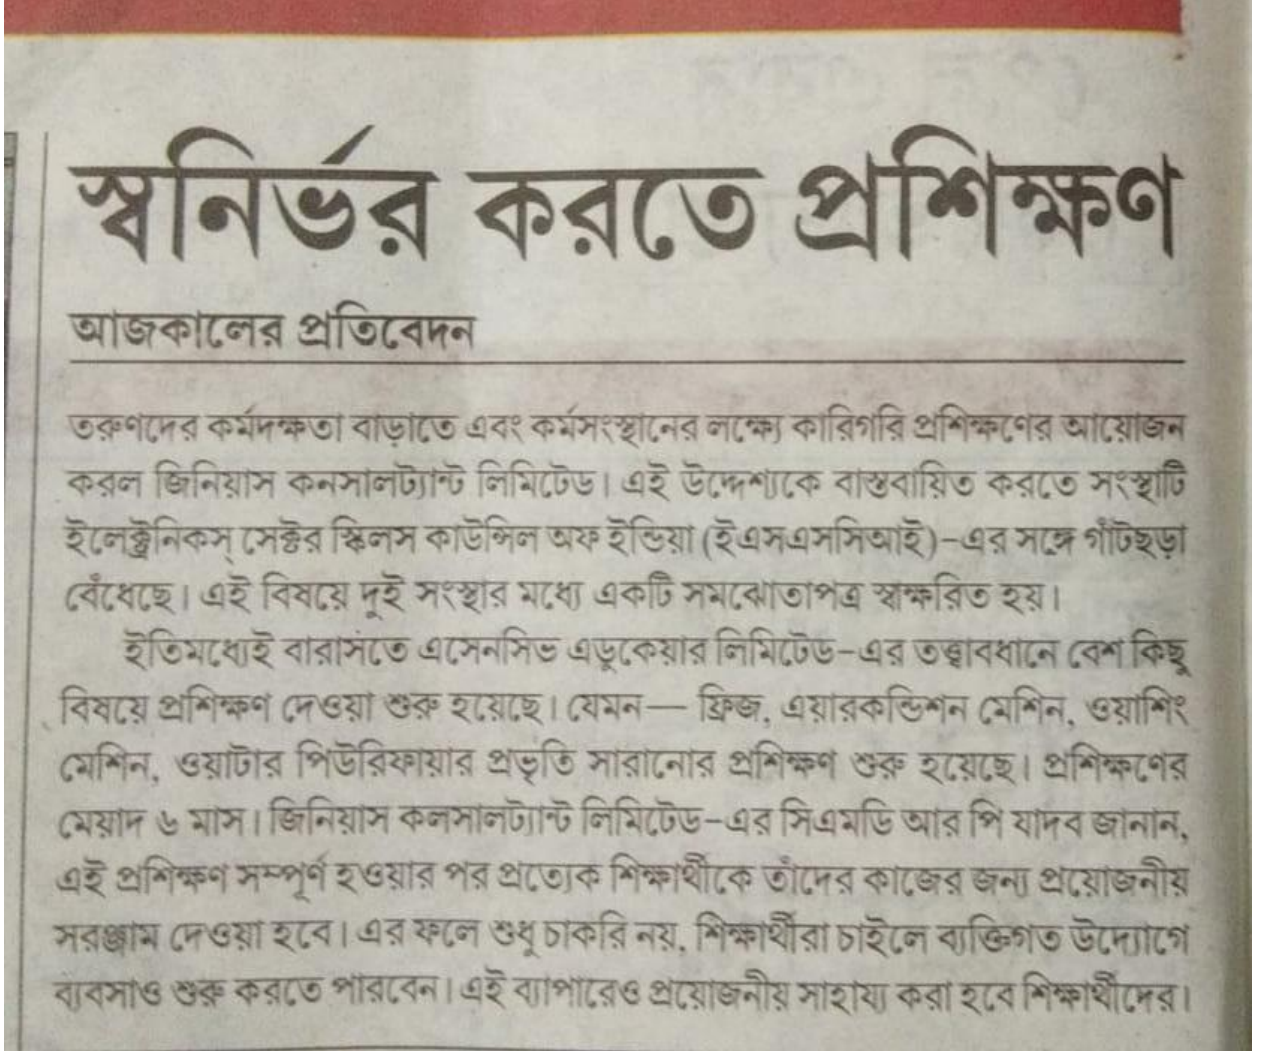 স্বনির্ভর করতে প্রশিক্ষণ
আজকালের প্রতিবেদন
তরুণদের কর্মদক্ষতা বাড়াতে এবং কর্মসংস্থানের লক্ষ্যে কারিগরি প্রশিক্ষণের আয়োজন
করল জিনিয়াস কনসালট্যান্ট লিমিটেড। এই উদ্দেশ্যকে বাস্তবায়িত করতে সংস্থাটি
ইলেক্ট্রনিকস্ সেক্টর স্কিলস কাউন্সিল অফ ইন্ডিয়া (ইএসএসসিআই)-এর সঙ্গে গাঁটছড়া
বেঁধেছে। এই বিষয়ে দুই সংস্থার মধ্যে একটি সমঝোতাপত্র স্বাক্ষরিত হয়।
ইতিমধ্যেই বারাসতে এসেনসিভ এডুকেয়ার লিমিটেড-এর তত্ত্বাবধানে বেশ কিছু
বিষয়ে প্রশিক্ষণ দেওয়া শুরু হয়েছে। যেমন— ফ্রিজ, এয়ারকন্ডিশন মেশিন, ওয়াশিং
মেশিন, ওয়াটার পিউরিফায়ার প্রভৃতি সারানোর প্রশিক্ষণ শুরু হয়েছে। প্রশিক্ষণের
মেয়াদ ৬ মাস। জিনিয়াস কলসালট্যান্ট লিমিটেড-এর সিএমডি আর পি যাদব জানান,
এই প্রশিক্ষণ সম্পূর্ণ হওয়ার পর প্রত্যেক শিক্ষার্থীকে তাঁদের কাজের জন্য প্রয়োজনীয়
সরঞ্জাম দেওয়া হবে। এর ফলে শুধু চাকরি নয়, শিক্ষার্থীরা চাইলে ব্যক্তিগত উদ্যোগে
ব্যবসাও শুরু করতে পারবেন। এই ব্যাপারেও প্রয়োজনীয় সাহায্য করা হবে শিক্ষার্থীদের।